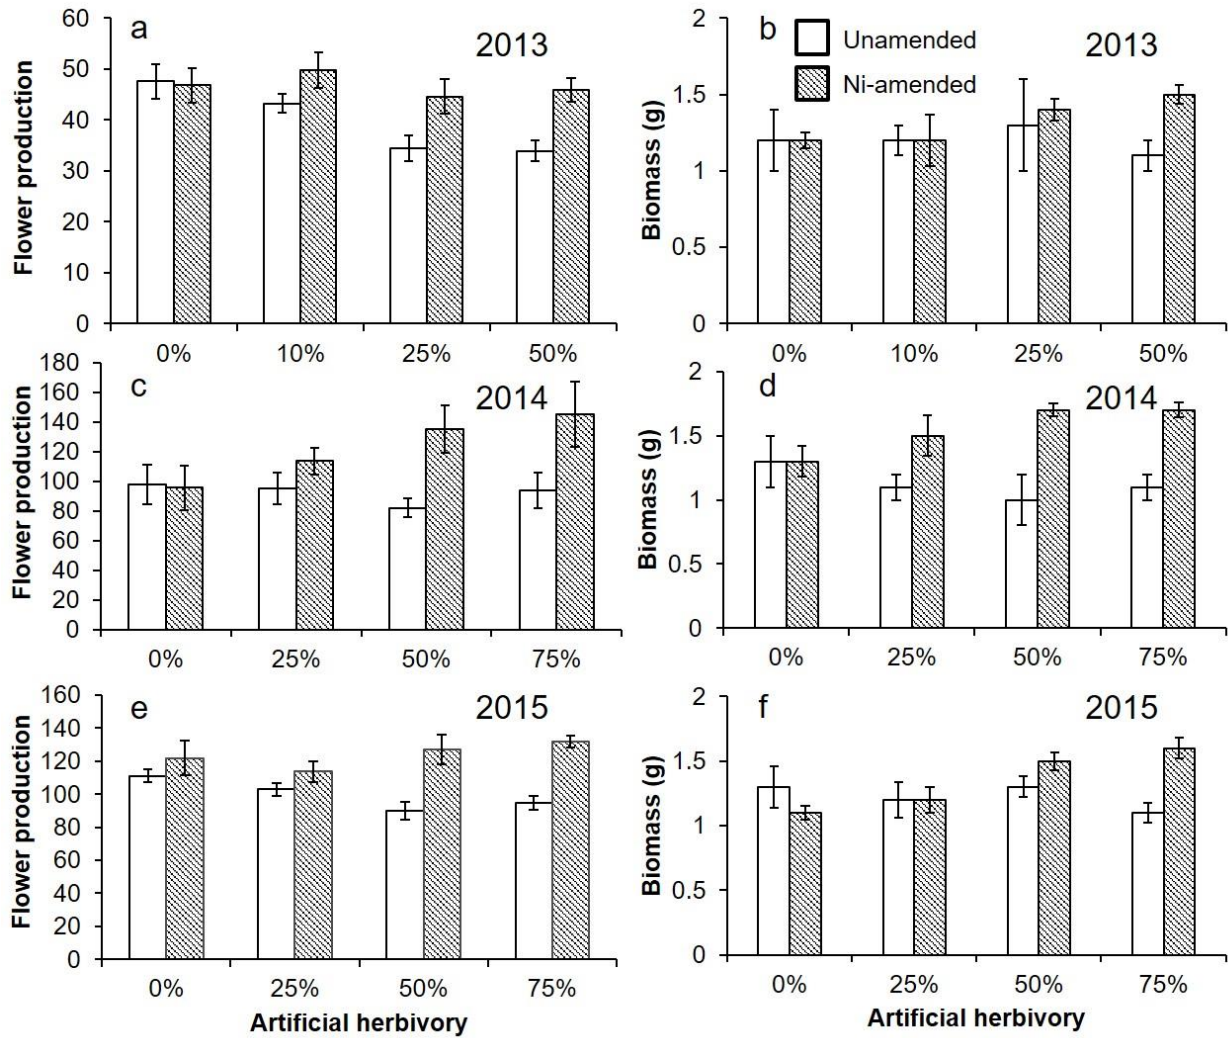 a
2013
Flower production
60
50
40
30
20
10
0
0% 10% 25% 50%
b
Unamended
Ni-amended
2013
Biomass (g)
2
1.5
1
0.5
0
0% 10% 25% 50%
c
2014
Flower production
180
160
140
120
100
80
60
40
20
0
0% 25% 50% 75%
d
2014
Biomass (g)
2
1.5
1
0.5
0
0% 25% 50% 75%
e
2015
Flower production
160
140
120
100
80
60
40
20
0
0% 25% 50% 75%
Artificial herbivory
f
2015
Biomass (g)
2
1.5
1
0.5
0
0% 25% 50% 75%
Artificial herbivory